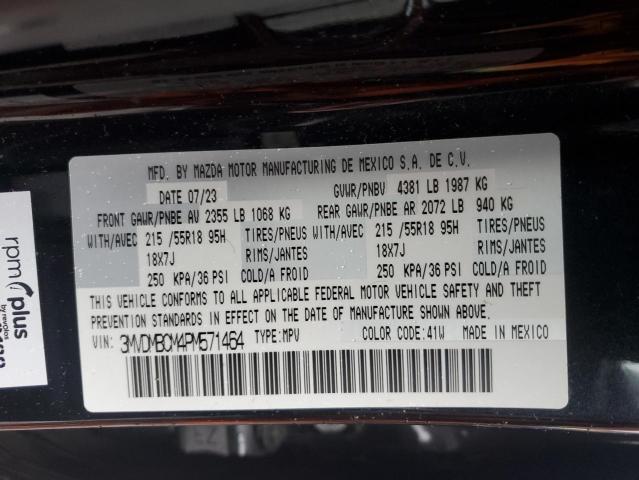 MFD. BY MAZDA MOTOR MANUFACTURING DE MEXICO S.A. DE C.V.
DATE 07/23 GVWR/PNBV 4381 LB 1987 KG
FRONT GAWR/PNBE AV 2355 LB 1068 KG REAR GAWR/PNBE AR 2072 LB 940 KG
WITH/AVEC 215 /55R18 95H TIRES/PNEUS WITH/AVEC 215 /55R18 95H TIRES/PNEUS
18X7J RIMS/JANTES 18X7J RIMS/JANTES
250 KPA/36 PSI COLD/A FROID 250 KPA/36 PSI COLD/A FROID
THIS VEHICLE CONFORMS TO ALL APPLICABLE FEDERAL MOTOR VEHICLE SAFETY AND THEFT
PREVENTION STANDARDS IN EFFECT ON THE DATE OF MANUFACTURE SHOWN ABOVE.
VIN: 3MVDMBCM4PM571464 TYPE:MPV COLOR CODE:41W MADE IN MEXICO
rpm plus
by revolos